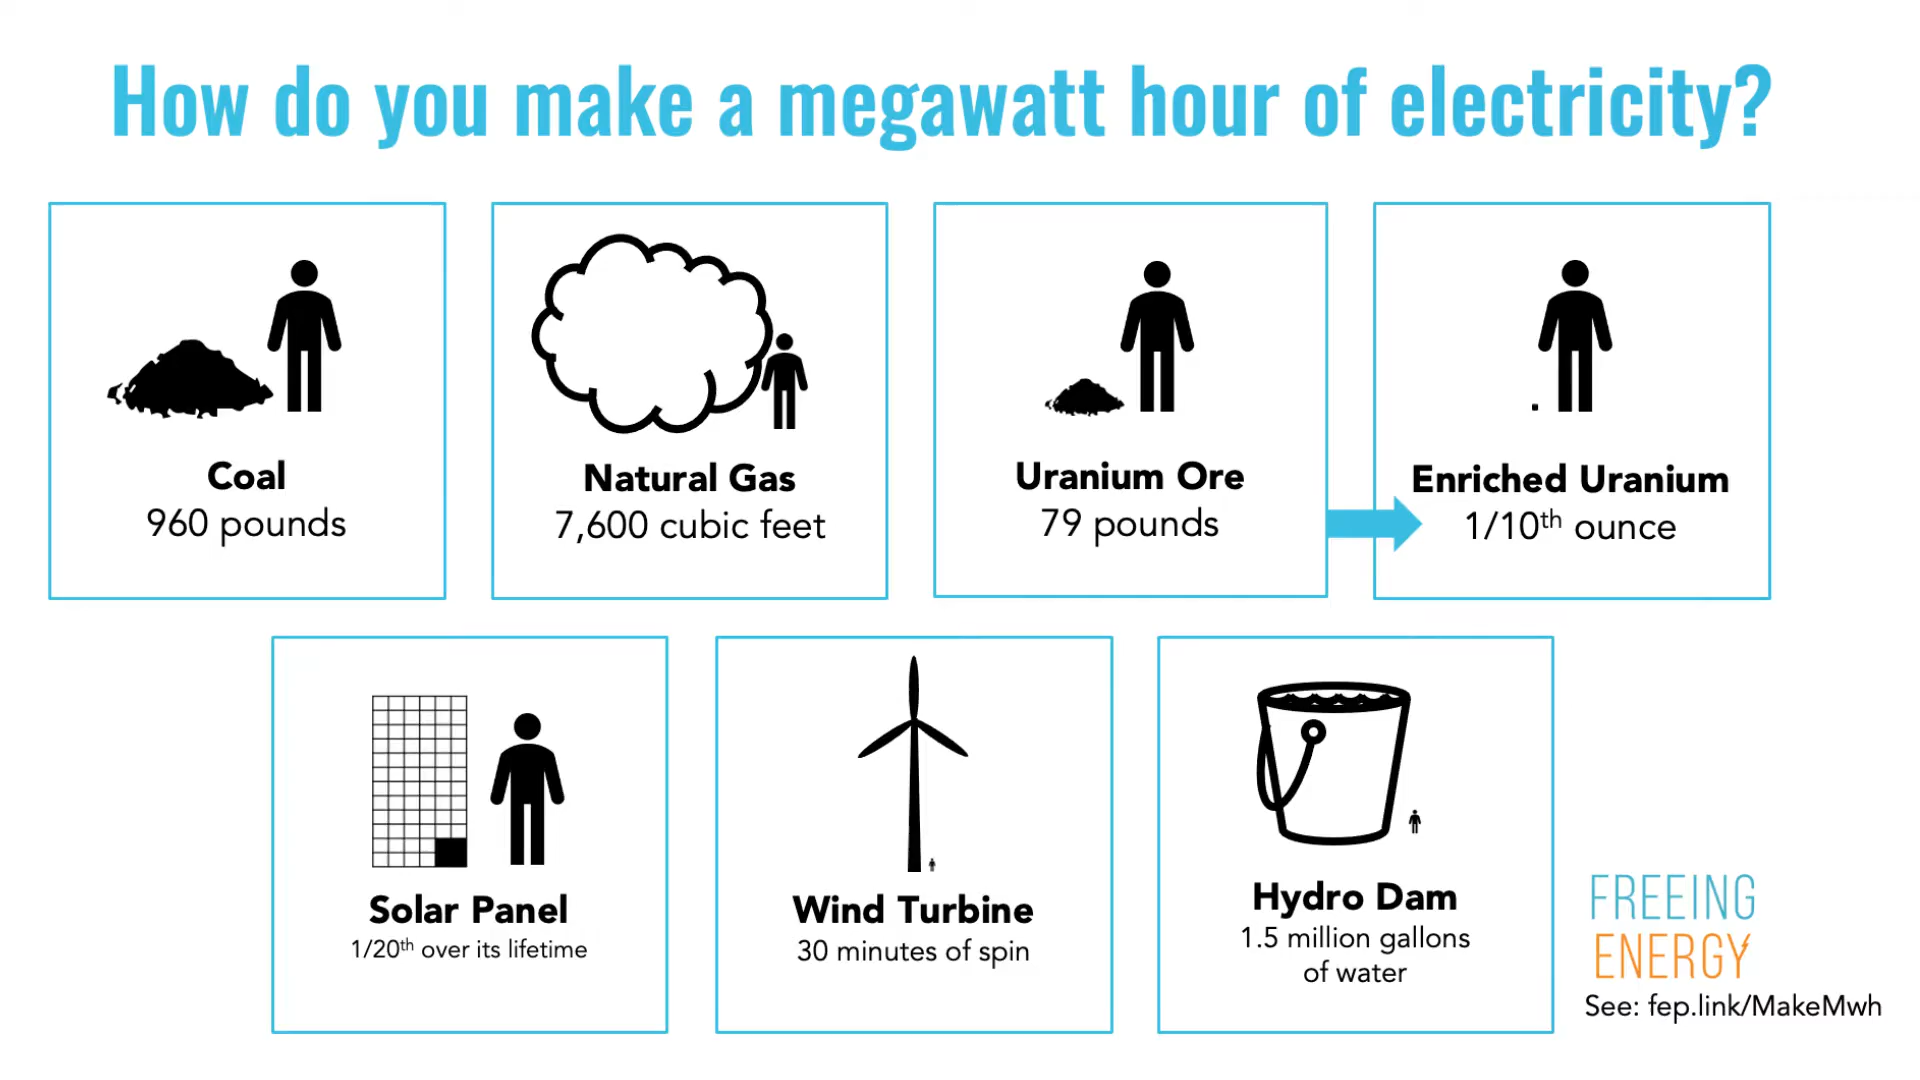 How do you make a megawatt hour of electricity?
Coal
960 pounds
Natural Gas
7,600 cubic feet
Uranium Ore
79 pounds
Enriched Uranium
1/10th ounce
Solar Panel
1/20th over its lifetime
Wind Turbine
30 minutes of spin
Hydro Dam
1.5 million gallons
of water
FREEING
ENERGY
See: fep.link/MakeMwh